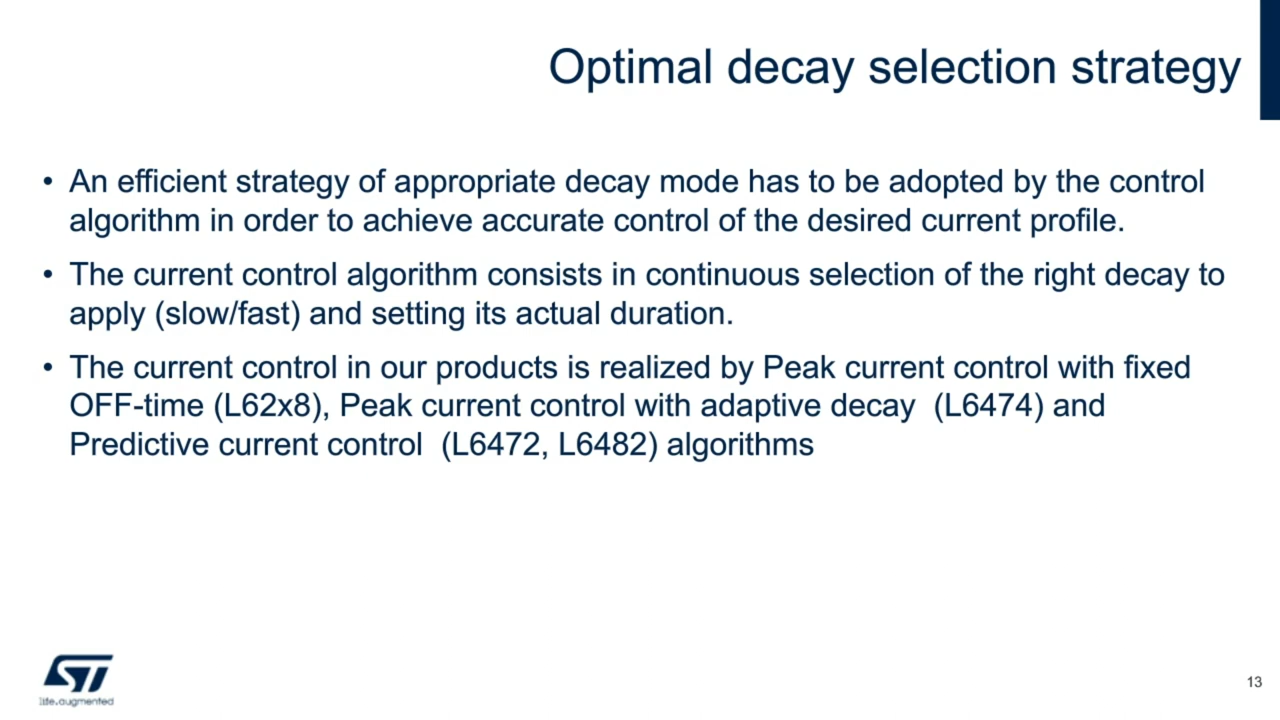 Optimal decay selection strategy
• An efficient strategy of appropriate decay mode has to be adopted by the control
algorithm in order to achieve accurate control of the desired current profile.
• The current control algorithm consists in continuous selection of the right decay to
apply (slow/fast) and setting its actual duration.
• The current control in our products is realized by Peak current control with fixed
OFF-time (L62x8), Peak current control with adaptive decay  (L6474) and
Predictive current control  (L6472, L6482) algorithms
ST
life.augmented
13